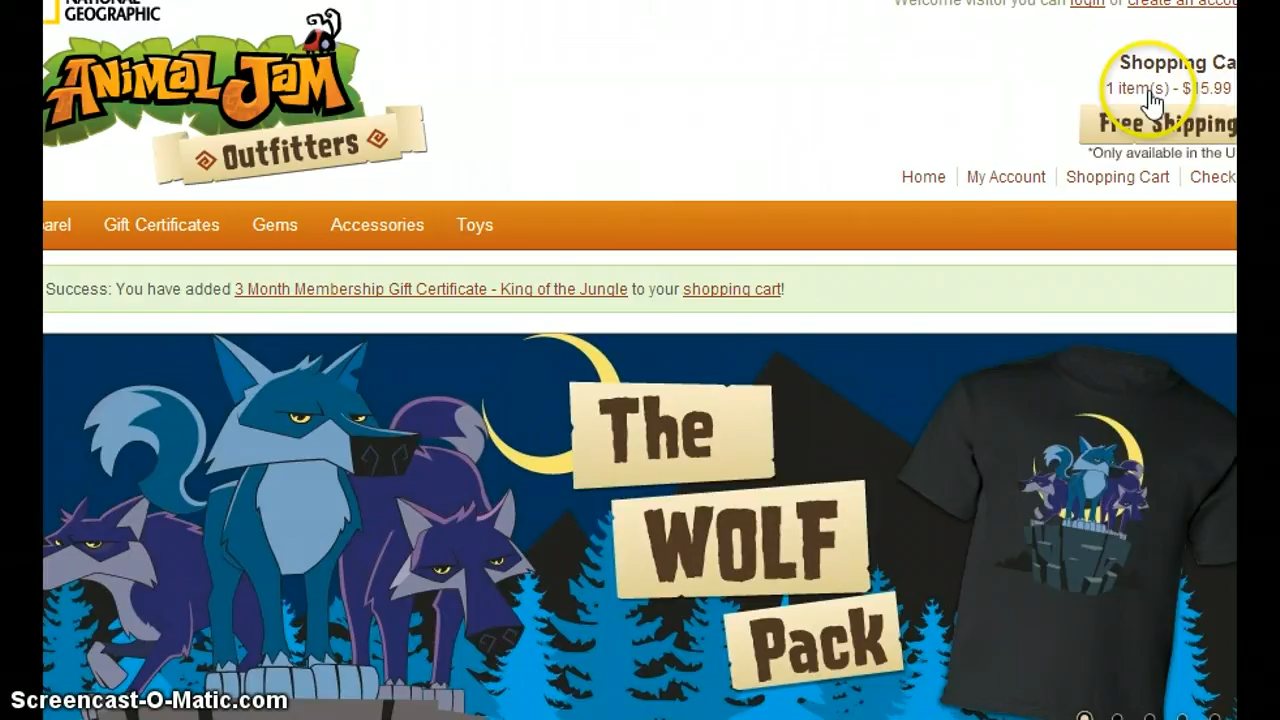 NATIONAL
GEOGRAPHIC
Welcome visitor you can login or create an accou
ANIMAL JAM
Outfitters
Shopping Ca
1 item(s) - $15.99
Free Shipping
*Only available in the U
Home
My Account
Shopping Cart
Check
arel
Gift Certificates
Gems
Accessories
Toys
Success: You have added 3 Month Membership Gift Certificate - King of the Jungle to your shopping cart!
The
WOLF
Pack
Screencast-O-Matic.com